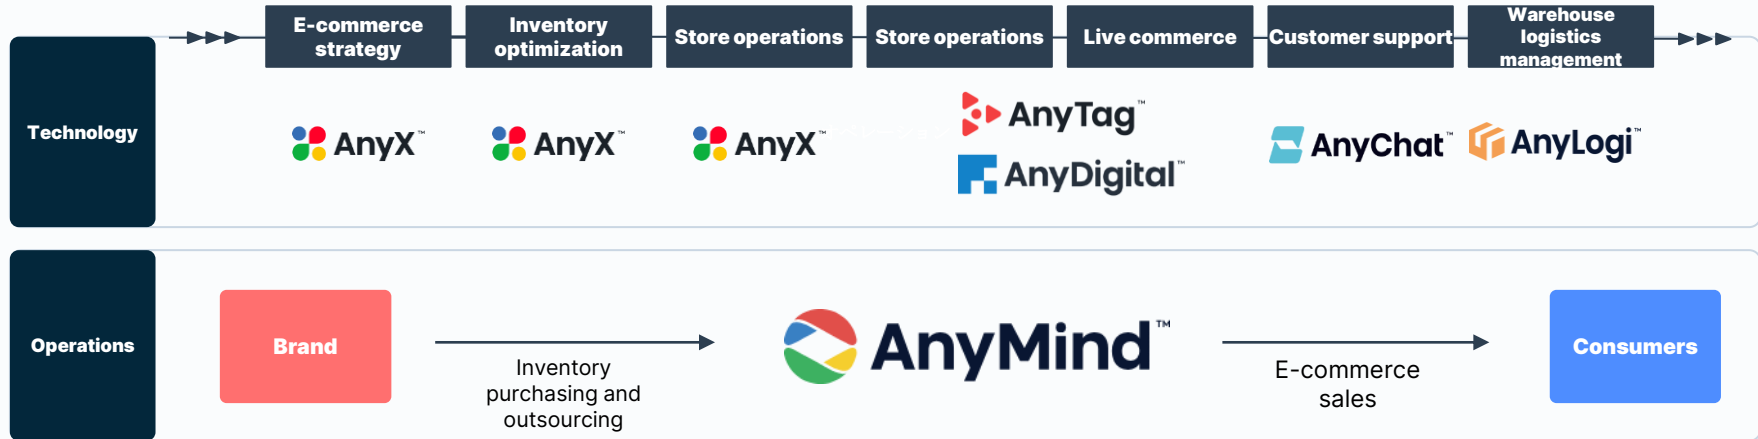 E-commerce
strategy
Inventory
optimization
Store operations
Store operations
Live commerce
Customer support
Warehouse
logistics
management
Technology
AnyX™
AnyX™
AnyX™
AnyTag™
AnyDigital™
AnyChat™
AnyLogi™
Operations
Brand
Inventory
purchasing and
outsourcing
AnyMind™
E-commerce
sales
Consumers